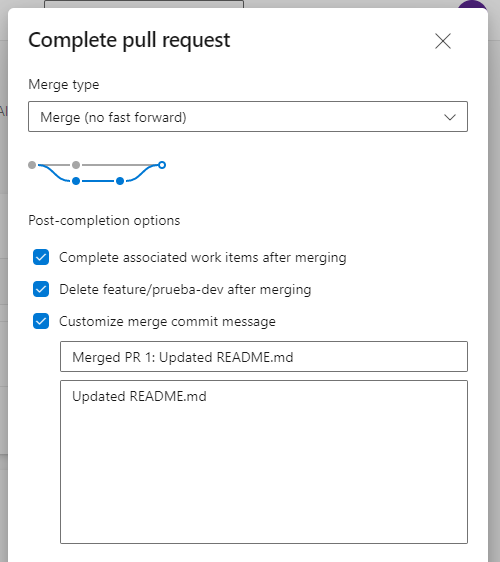 Complete pull request
Merge type
Merge (no fast forward)
Post-completion options
Complete associated work items after merging
Delete feature/prueba-dev after merging
Customize merge commit message
Merged PR 1: Updated README.md
Updated README.md